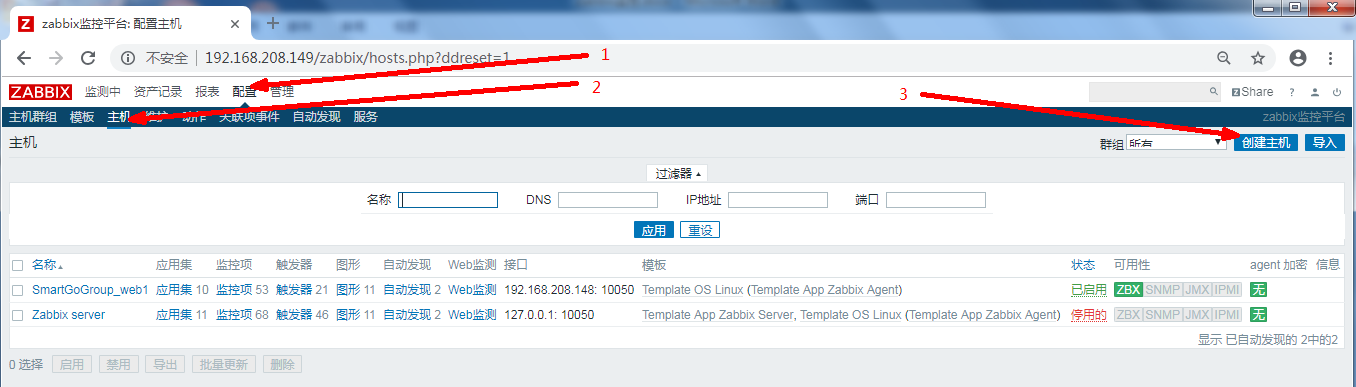 Z zabbix监控平台: 配置主机
不安全 192.168.208.149/zabbix/hosts.php?ddreset=1
1
ZABBIX 监测中 资产记录 报表 配置 管理 Z Share ?
2
3
主机群组 模板 主机 维护 动作 关联项事件 自动发现 服务 zabbix监控平台
主机 群组 所有 创建主机 导入
过滤器
名称 DNS IP地址 端口
应用 重设
名称 应用集 监控项 触发器 图形 自动发现 Web监测 接口 模板 状态 可用性 agent 加密 信息
SmartGoGroup_web1 应用集 10 监控项 53 触发器 21 图形 11 自动发现 2 Web监测 192.168.208.148: 10050 Template OS Linux (Template App Zabbix Agent) 已启用 ZBX SNMP JMX IPMI 无
Zabbix server 应用集 11 监控项 68 触发器 46 图形 11 自动发现 2 Web监测 127.0.0.1: 10050 Template App Zabbix Server, Template OS Linux (Template App Zabbix Agent) 停用的 ZBX SNMP JMX IPMI 无
显示 已自动发现的 2中的2
0 选择 启用 禁用 导出 批量更新 删除